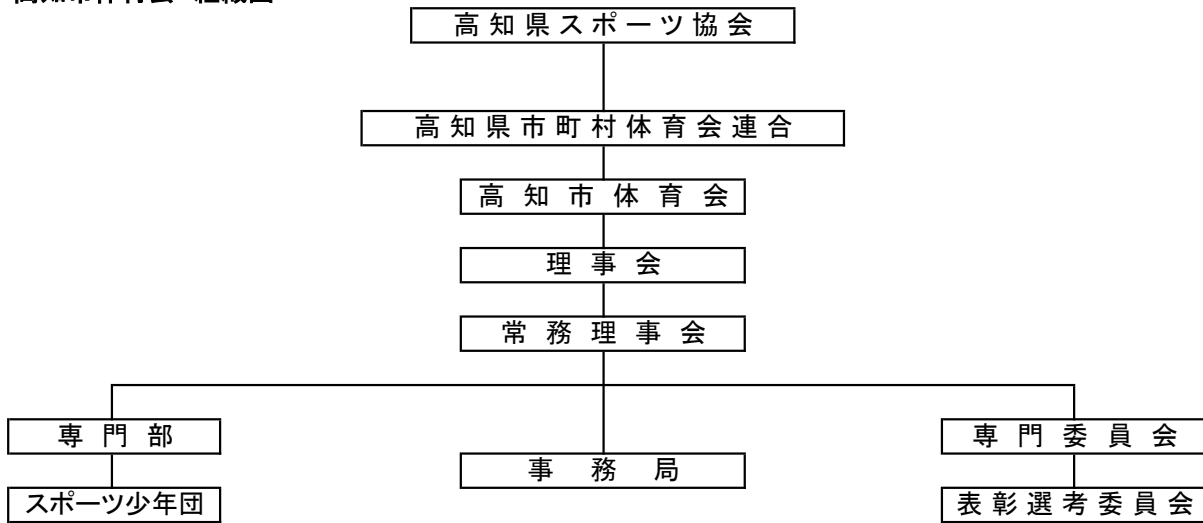 高知県スポーツ協会
高知県市町村体育会連合
高知市体育会
理事会
常務理事会
専門部
専門委員会
事務局
スポーツ少年団
表彰選考委員会